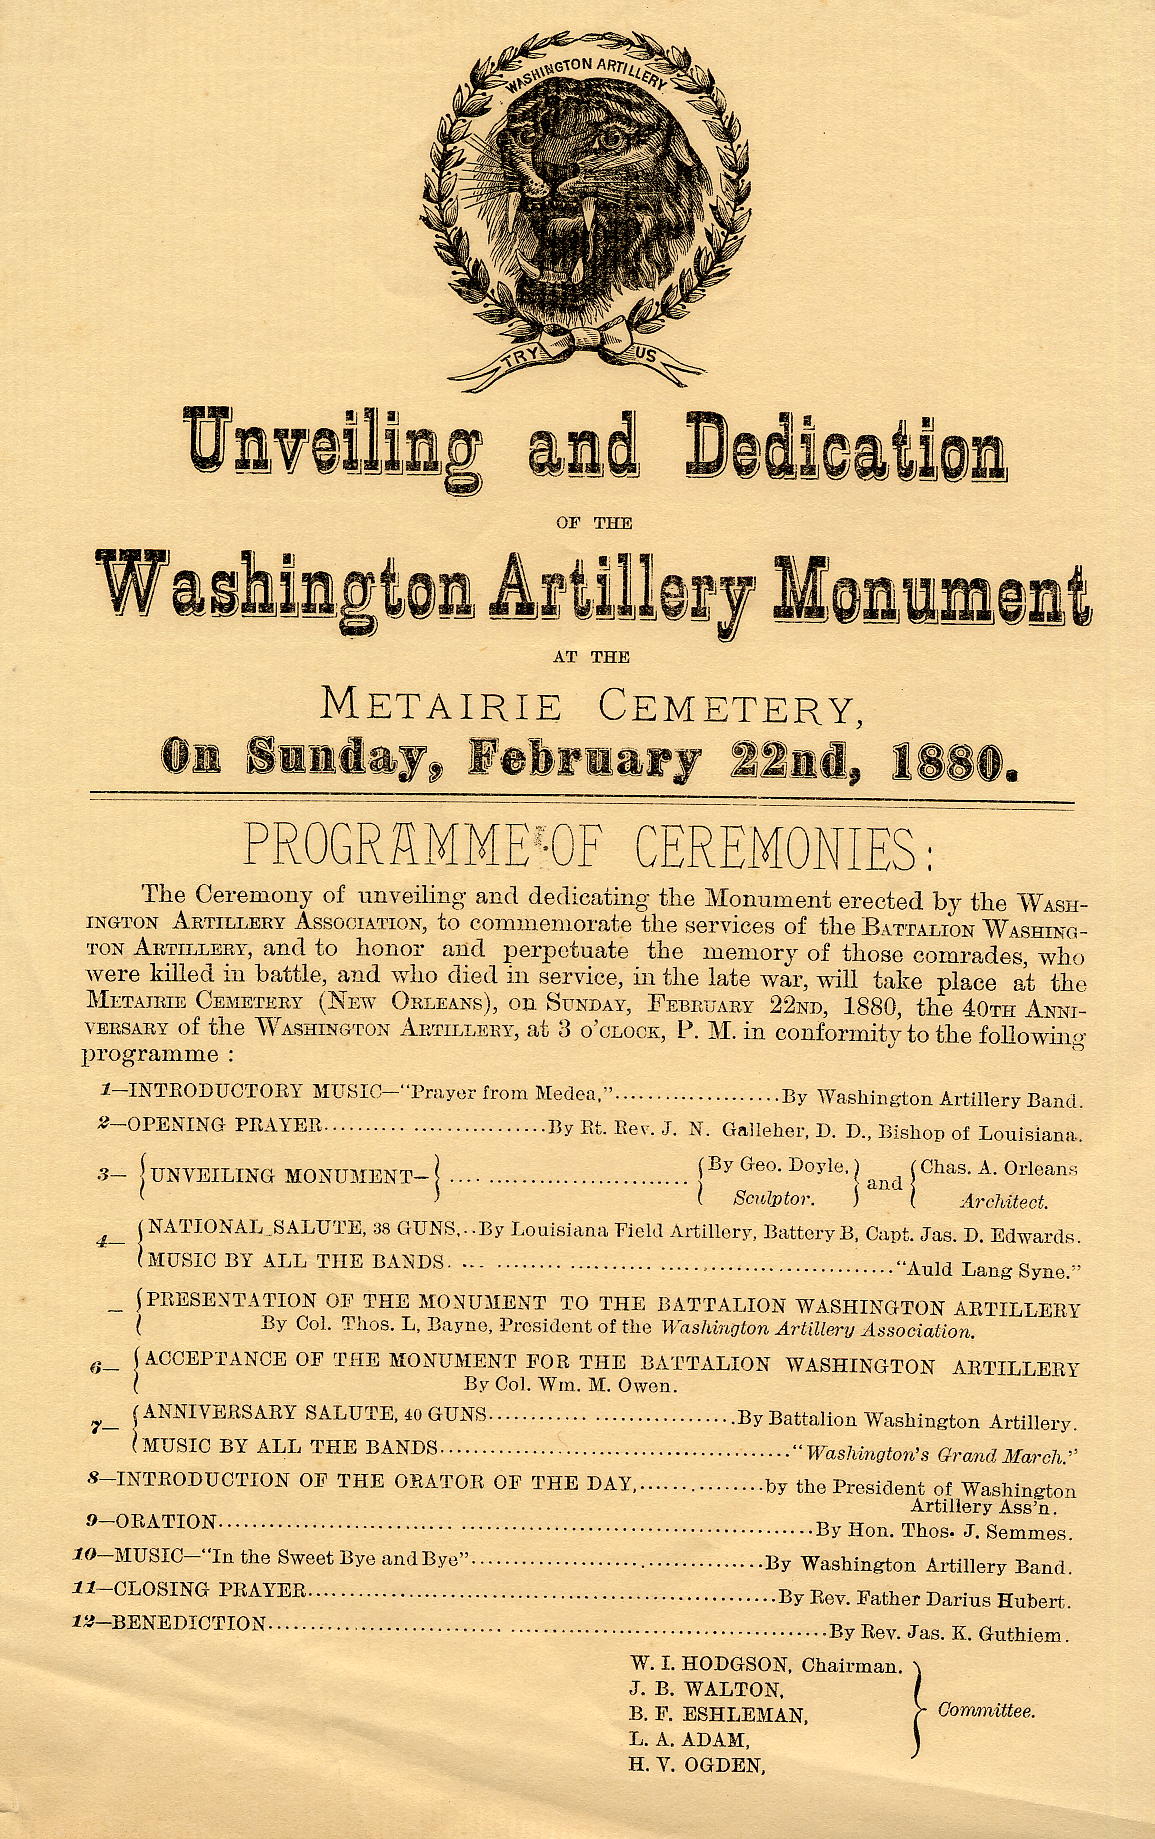 WASHINGTON ARTILLERY.
TRY US
Unveiling and Dedication
OF THE
Washington Artillery Monument
AT THE
METAIRIE CEMETERY,
On Sunday, February 22nd, 1880.
PROGRAMME OF CEREMONIES:
The Ceremony of unveiling and dedicating the Monument erected by the WASH-
INGTON ARTILLERY ASSOCIATION, to commemorate the services of the BATTALION WASHING-
TON ARTILLERY, and to honor and perpetuate the memory of those comrades, who
were killed in battle, and who died in service, in the late war, will take place at the
METAIRIE CEMETERY (NEW ORLEANS), on SUNDAY, FEBRUARY 22ND, 1880, the 40TH ANNI-
VERSARY of the WASHINGTON ARTILLERY, at 3 O'CLOCK, P. M. in conformity to the following
programme :
1—INTRODUCTORY MUSIC—"Prayer from Medea,"....................By Washington Artillery Band.
2—OPENING PRAYER......... ................By Rt. Rev. J. N. Galleher, D. D., Bishop of Louisiana.
3— {UNVEILING MONUMENT—} .... ........................ {By Geo. Doyle, Sculptor.} and {Chas. A. Orleans Architect.
4— {NATIONAL SALUTE, 38 GUNS,..By Louisiana Field Artillery, Battery B, Capt. Jas. D. Edwards.
{MUSIC BY ALL THE BANDS. ... ........ .......... ................................"Auld Lang Syne."
— {PRESENTATION OF THE MONUMENT TO THE BATTALION WASHINGTON ARTILLERY
By Col. Thos. L, Bayne, President of the Washington Artillery Association.
6— {ACCEPTANCE OF THE MONUMENT FOR THE BATTALION WASHINGTON ARTILLERY
By Col. Wm. M. Owen.
7— {ANNIVERSARY SALUTE, 40 GUNS............ .................By Battalion Washington Artillery.
{MUSIC BY ALL THE BANDS..........................................."Washington's Grand March."
8—INTRODUCTION OF THE ORATOR OF THE DAY,................by the President of Washington
Artillery Ass'n.
9—ORATION............................. ...........................................By Hon. Thos. J. Semmes.
10—MUSIC—"In the Sweet Bye and Bye"....................................By Washington Artillery Band.
11—CLOSING PRAYER.........................................................By Rev. Father Darius Hubert.
12—BENEDICTION............................ .......................................By Rev. Jas. K. Guthiem.
W. I. HODGSON, Chairman.
J. B. WALTON,
B. F. ESHLEMAN,
L. A. ADAM,
H. V. OGDEN,
} Committee.